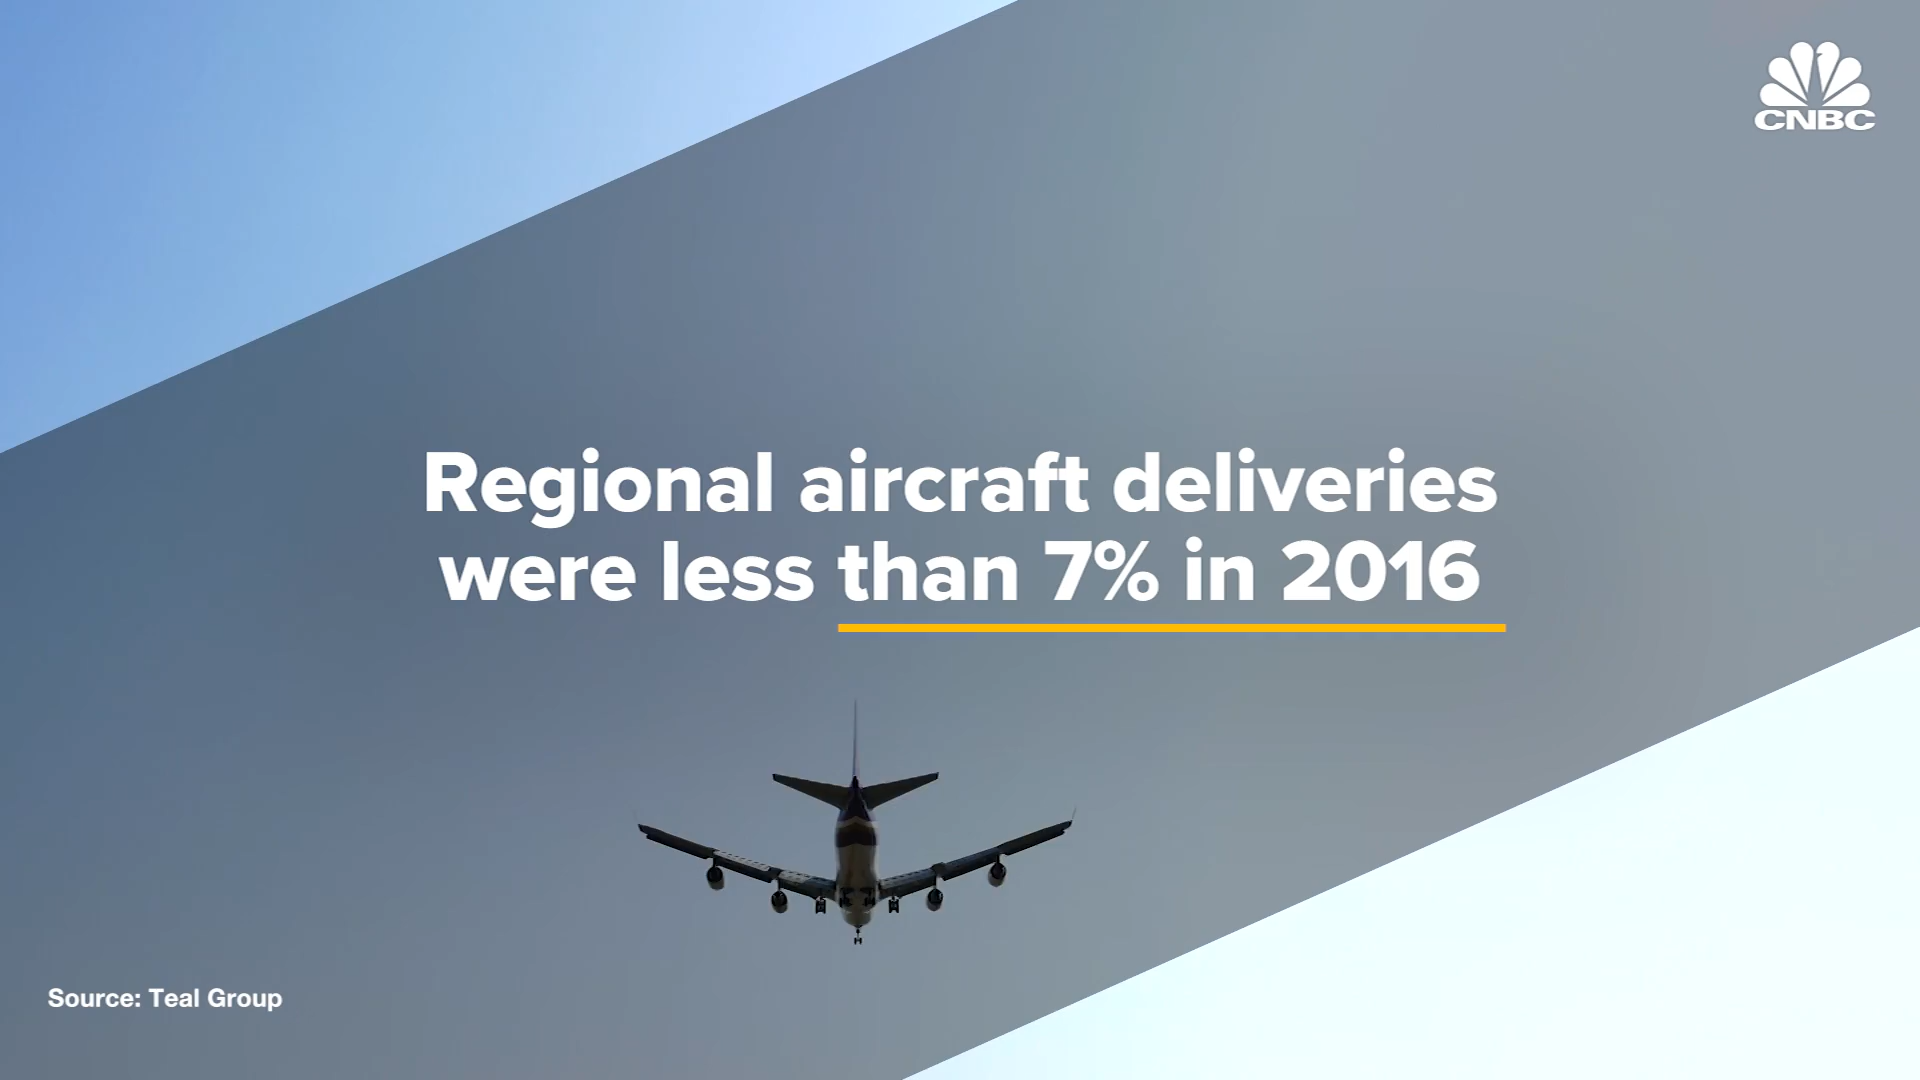 CNBC
Regional aircraft deliveries
were less than 7% in 2016
Source: Teal Group